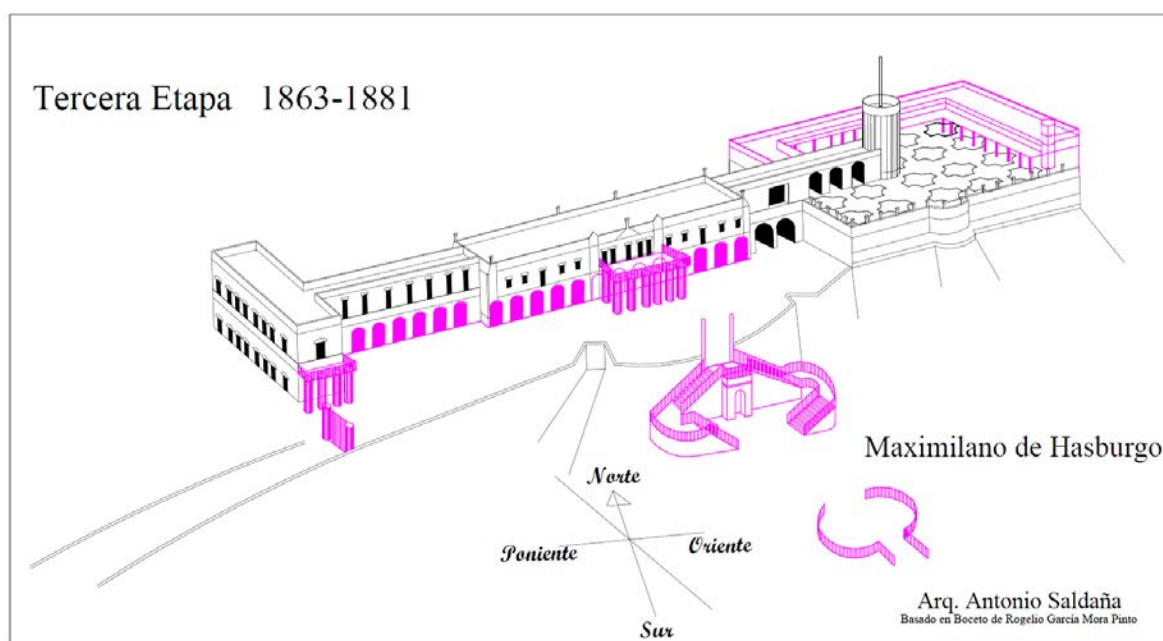 Tercera Etapa 1863-1881
Maximilano de Hasburgo
Norte
Poniente
Oriente
Sur
Arq. Antonio Saldaña
Basado en Boceto de Rogelio García Mora Pinto